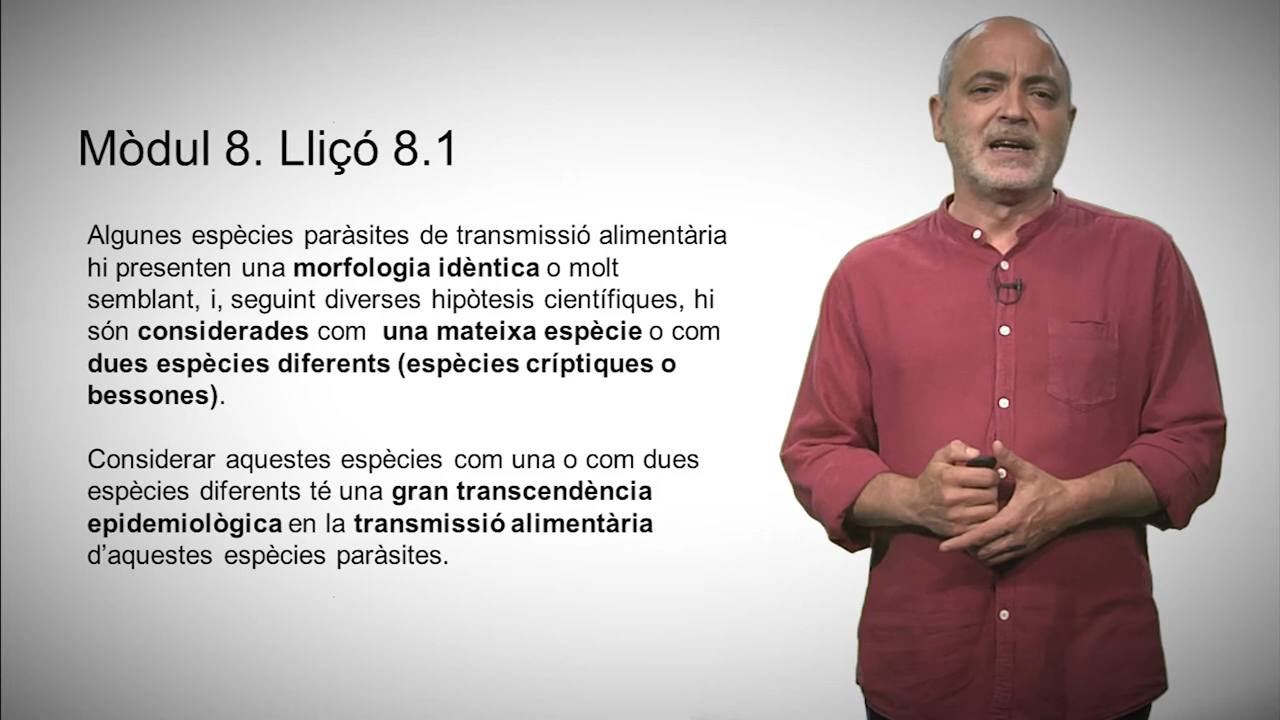 Mòdul 8. Lliçó 8.1
Algunes espècies paràsites de transmissió alimentària
hi presenten una morfologia idèntica o molt
semblant, i, seguint diverses hipòtesis científiques, hi
són considerades com una mateixa espècie o com
dues espècies diferents (espècies críptiques o
bessones).
Considerar aquestes espècies com una o com dues
espècies diferents té una gran transcendència
epidemiològica en la transmissió alimentària
d’aquestes espècies paràsites.